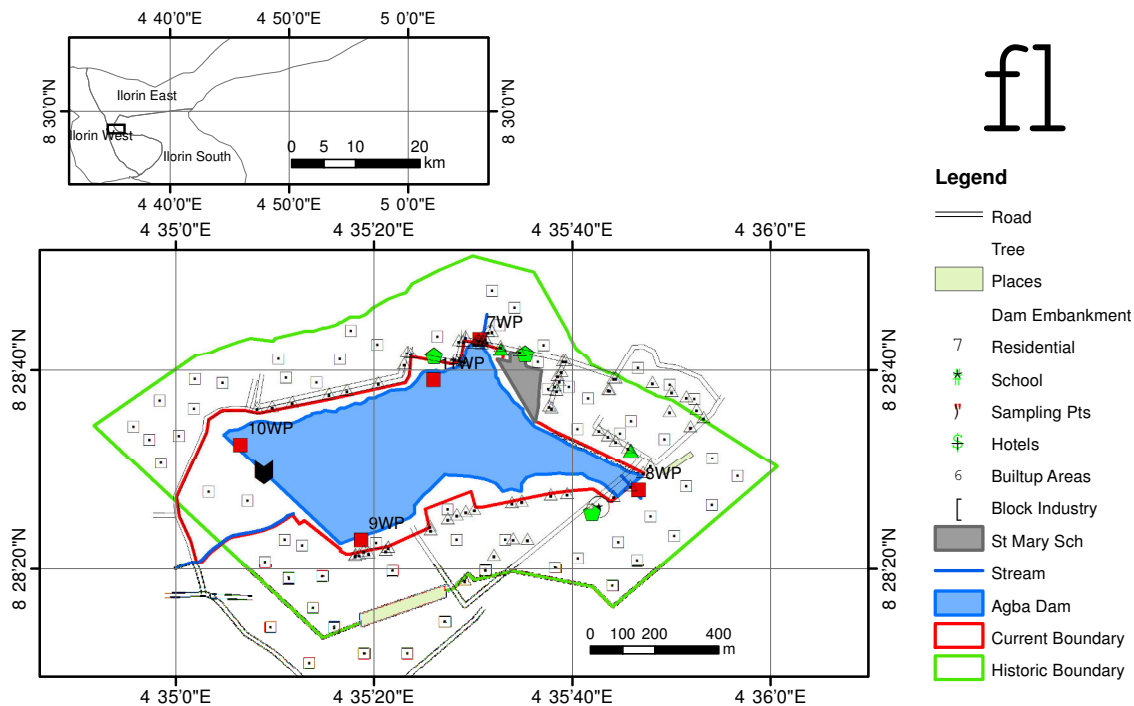 4 40'0"E 4 50'0"E 5 0'0"E
8 30'0"N
8 30'0"N
Ilorin East
Ilorin West
Ilorin South
0 5 10 20
km
4 40'0"E 4 50'0"E 5 0'0"E
fl
4 35'0"E 4 35'20"E 4 35'40"E 4 36'0"E
8 28'40"N
8 28'40"N
8 28'20"N
8 28'20"N
7WP
11WP
10WP
8WP
9WP
0 100 200 400
m
4 35'0"E 4 35'20"E 4 35'40"E 4 36'0"E
Legend
Road
Tree
Places
Dam Embankment
7 Residential
School
Sampling Pts
Hotels
6 Builtup Areas
[ Block Industry
St Mary Sch
Stream
Agba Dam
Current Boundary
Historic Boundary